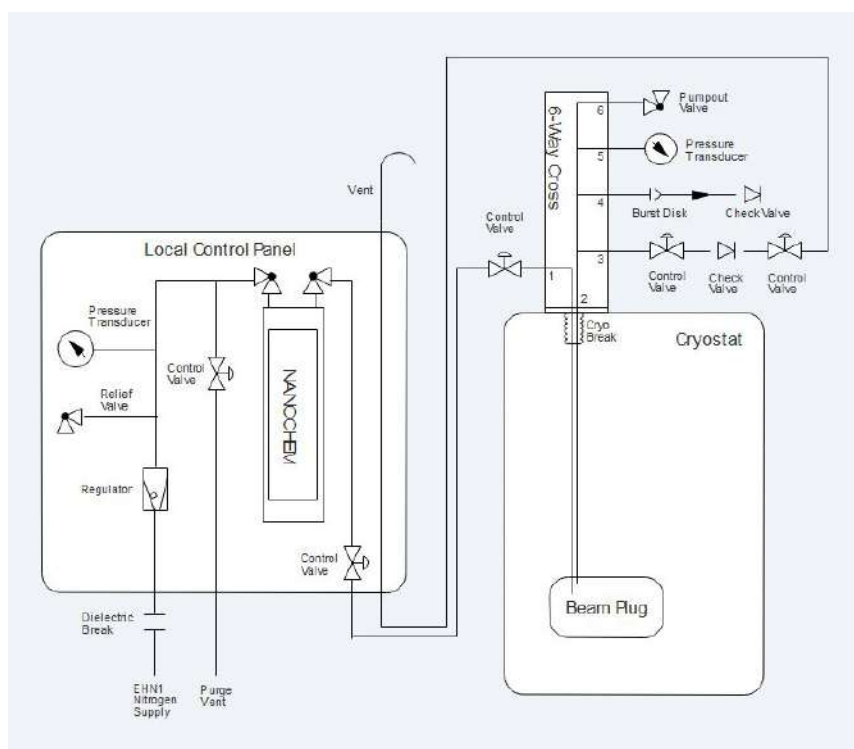 6-Way Cross
6
Pumpout
Valve
5
Pressure
Transducer
4
Burst Disk
Check Valve
3
Control
Valve
Check
Valve
Control
Valve
Control
Valve
1
2
Cryo
Break
Cryostat
Beam Plug
Vent
Local Control Panel
Pressure
Transducer
Control
Valve
Relief
Valve
NANOCHEM
Regulator
Control
Valve
Dielectric
Break
EHN1
Nitrogen
Supply
Purge
Vent